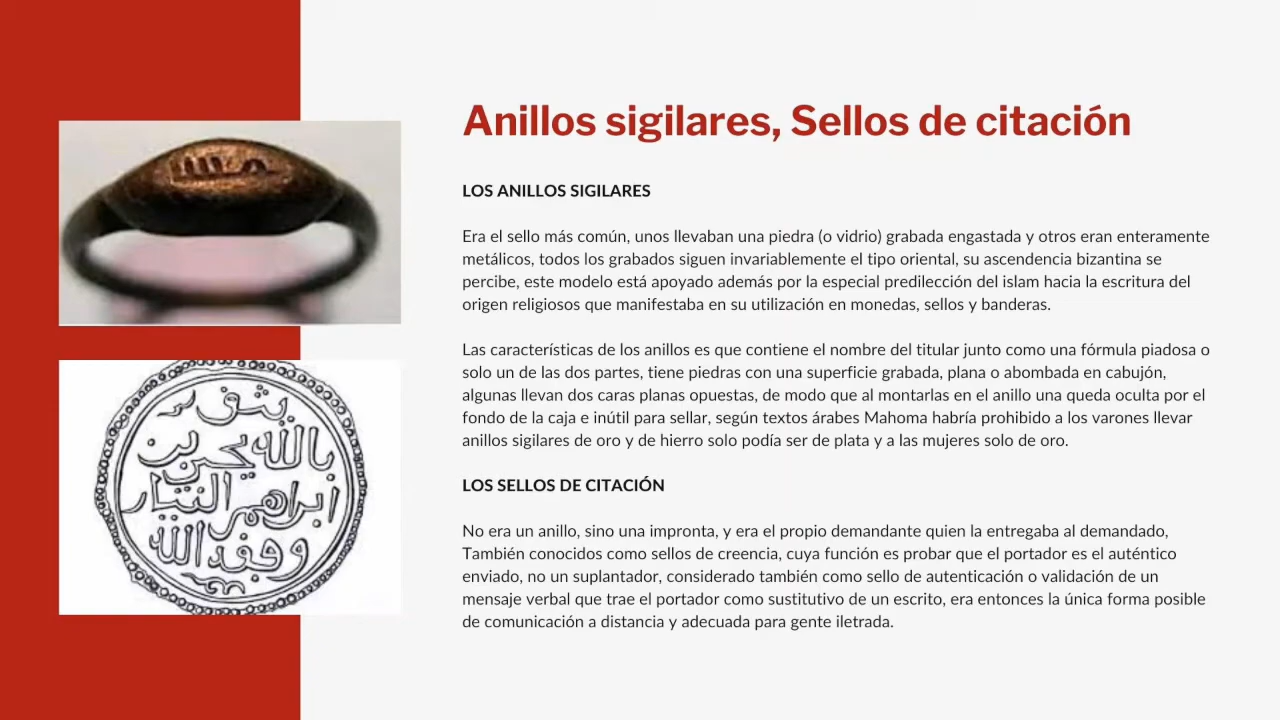 Anillos sigilares, Sellos de citación
LOS ANILLOS SIGILARES
Era el sello más común, unos llevaban una piedra (o vidrio) grabada engastada y otros eran enteramente
metálicos, todos los grabados siguen invariablemente el tipo oriental, su ascendencia bizantina se
percibe, este modelo está apoyado además por la especial predilección del islam hacia la escritura del
origen religiosos que manifestaba en su utilización en monedas, sellos y banderas.
Las características de los anillos es que contiene el nombre del titular junto como una fórmula piadosa o
solo un de las dos partes, tiene piedras con una superficie grabada, plana o abombada en cabujón,
algunas llevan dos caras planas opuestas, de modo que al montarlas en el anillo una queda oculta por el
fondo de la caja e inútil para sellar, según textos árabes Mahoma habría prohibido a los varones llevar
anillos sigilares de oro y de hierro solo podía ser de plata y a las mujeres solo de oro.
LOS SELLOS DE CITACIÓN
No era un anillo, sino una impronta, y era el propio demandante quien la entregaba al demandado,
También conocidos como sellos de creencia, cuya función es probar que el portador es el auténtico
enviado, no un suplantador, considerado también como sello de autenticación o validación de un
mensaje verbal que trae el portador como sustitutivo de un escrito, era entonces la única forma posible
de comunicación a distancia y adecuada para gente iletrada.
يثق
بالله يحيى بن
ابراهيم
وفقه الله